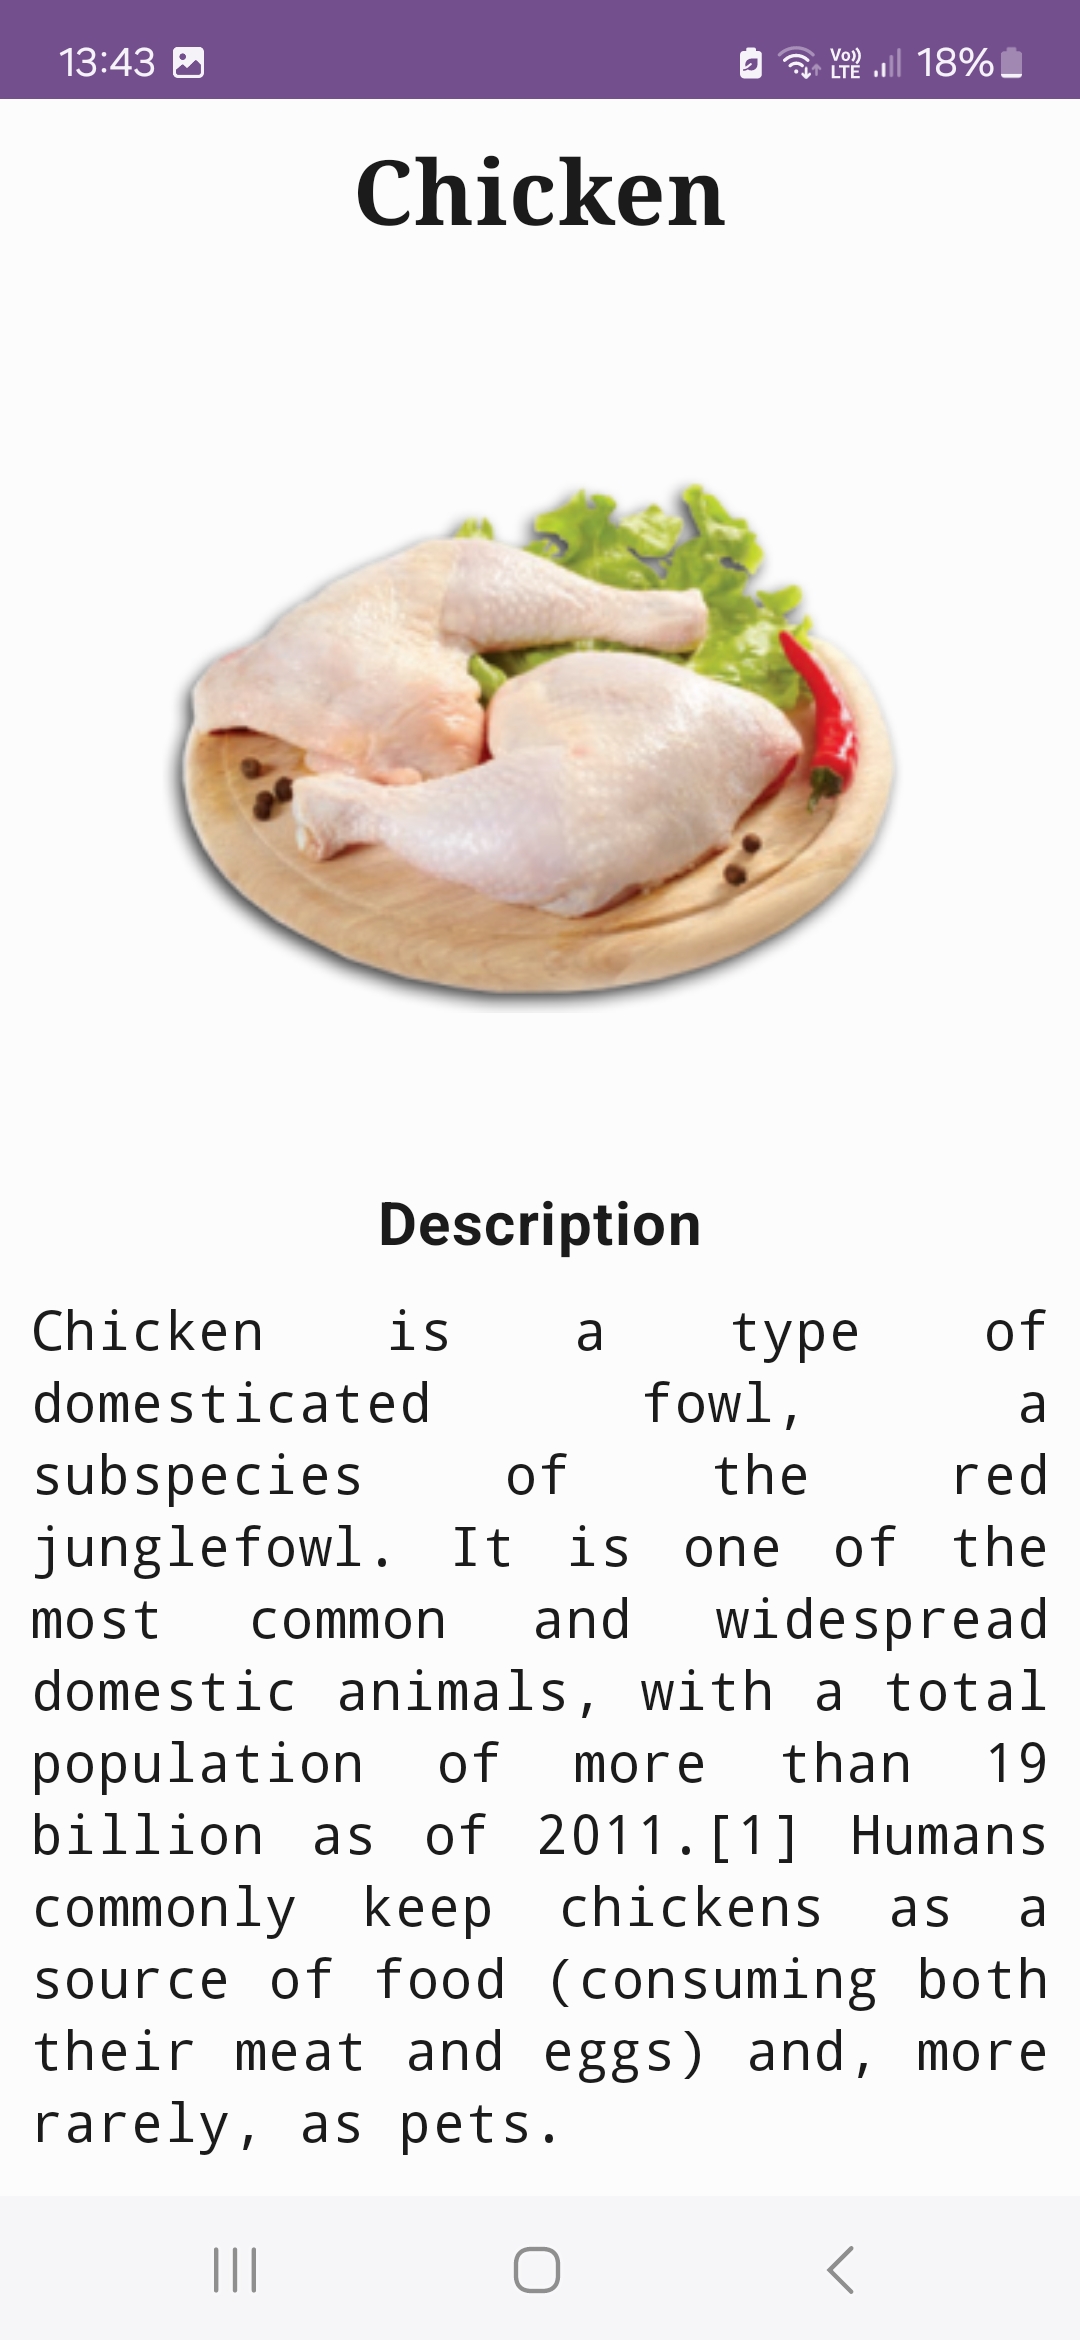 13:43 Vo)) LTE 18%
Chicken
Description
Chicken is a type of
domesticated fowl, a
subspecies of the red
junglefowl. It is one of the
most common and widespread
domestic animals, with a total
population of more than 19
billion as of 2011.[1] Humans
commonly keep chickens as a
source of food (consuming both
their meat and eggs) and, more
rarely, as pets.